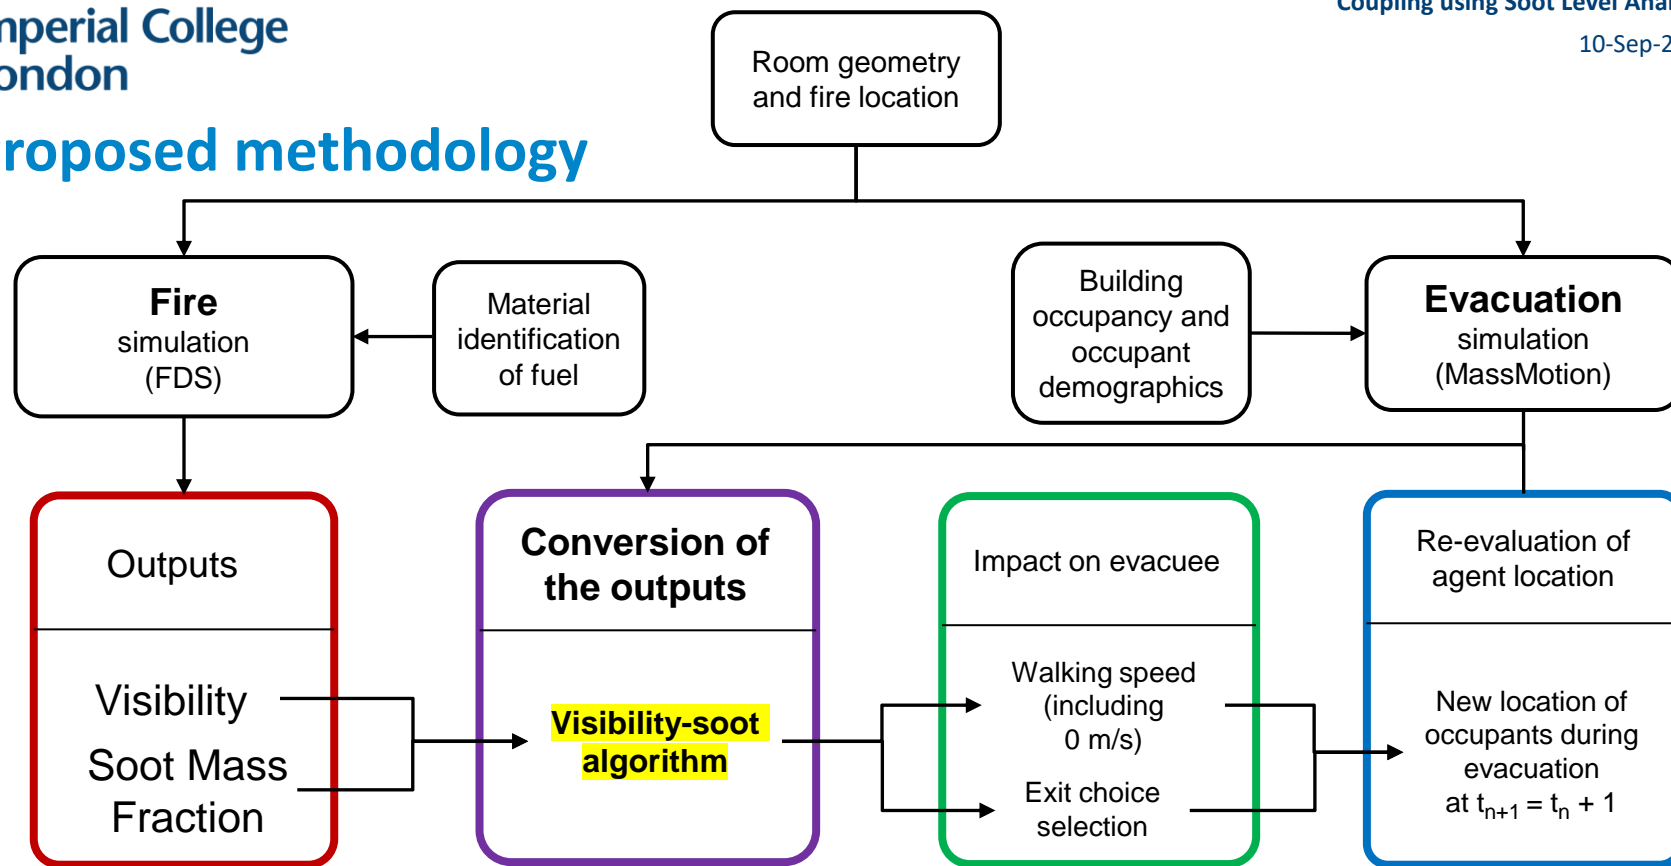 mperial College
ondon
Coupling using Soot Level Anal
10-Sep-2
roposed methodology
Room geometry
and fire location
Fire
simulation
(FDS)
Material
identification
of fuel
Building
occupancy and
occupant
demographics
Evacuation
simulation
(MassMotion)
Outputs
Visibility
Soot Mass
Fraction
Conversion of
the outputs
Visibility-soot
algorithm
Impact on evacuee
Walking speed
(including
0 m/s)
Exit choice
selection
Re-evaluation of
agent location
New location of
occupants during
evacuation
at tn+1 = tn + 1